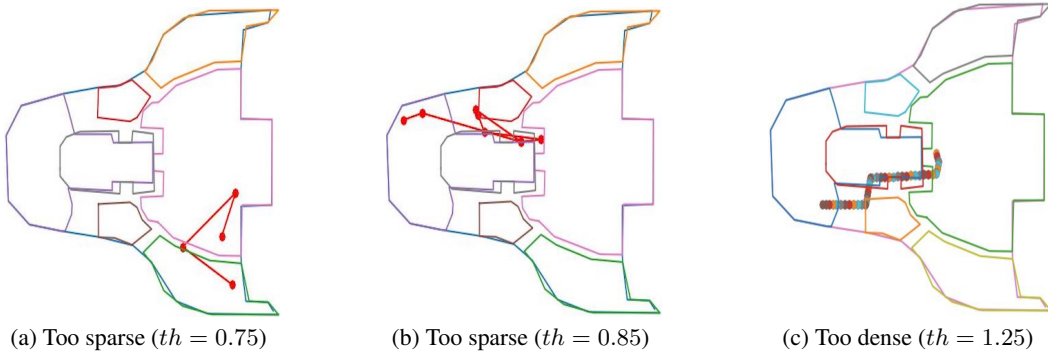 (a) Too sparse (th = 0.75)
(b) Too sparse (th = 0.85)
(c) Too dense (th = 1.25)